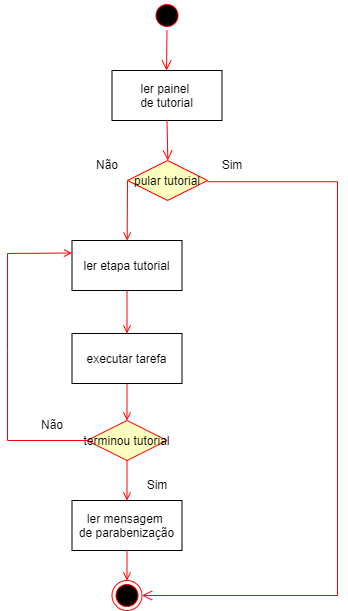 ler painel
de tutorial
Não
Sim
pular tutorial
ler etapa tutorial
executar tarefa
Não
terminou tutorial
Sim
ler mensagem
de parabenização